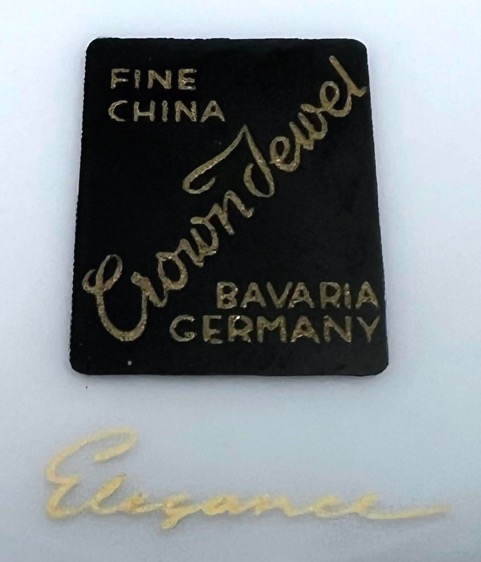 FINE
CHINA
Crown Jewel
BAVARIA
GERMANY
Elegance